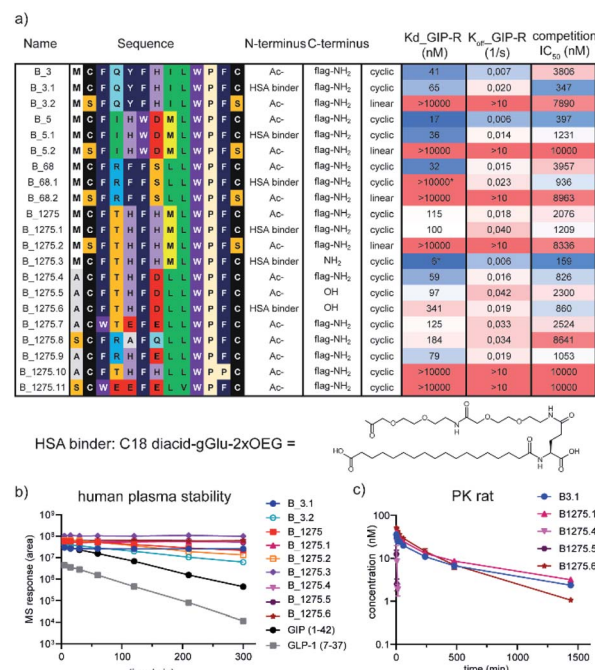 a)
Name Sequence N-terminus C-terminus Kd_GIP-R (nM) Koff_GIP-R (1/s) competition IC50 (nM)
B_3 M C F Q Y F H I L W P F C Ac- flag-NH2 cyclic 41 0,007 3806
B_3.1 M C F Q Y F H I L W P F C HSA binder flag-NH2 cyclic 65 0,020 347
B_3.2 M S F Q Y F H I L W P F S Ac- flag-NH2 linear >10000 >10 7890
B_5 M C F I H W D M L W P F C Ac- flag-NH2 cyclic 17 0,006 397
B_5.1 M C F I H W D M L W P F C HSA binder flag-NH2 cyclic 36 0,014 1231
B_5.2 M S F I H W D M L W P F S Ac- flag-NH2 linear >10000 >10 10000
B_68 M C F R F F S L L W P F C Ac- flag-NH2 cyclic 32 0,015 3957
B_68.1 M C F R F F S L L W P F C HSA binder flag-NH2 cyclic >10000* 0,023 936
B_68.2 M S F R F F S L L W P F S Ac- flag-NH2 linear >10000 >10 8963
B_1275 M C F T H F H M L W P F C Ac- flag-NH2 cyclic 115 0,018 2076
B_1275.1 M C F T H F H M L W P F C HSA binder flag-NH2 cyclic 100 0,040 1209
B_1275.2 M S F T H F H M L W P F S Ac- flag-NH2 linear >10000 >10 8336
B_1275.3 M C F T H F H M L W P F C HSA binder NH2 cyclic 5* 0,006 159
B_1275.4 A C F T H F D L L W P F C Ac- flag-NH2 cyclic 59 0,016 826
B_1275.5 A C F T H F D L L W P F C Ac- OH cyclic 97 0,042 2300
B_1275.6 A C F T H F D L L W P F C HSA binder OH cyclic 341 0,019 860
B_1275.7 A C W T E F E L L W P F C Ac- flag-NH2 cyclic 125 0,033 2524
B_1275.8 S C F R A F Q L L W P F C Ac- flag-NH2 cyclic 184 0,034 8641
B_1275.9 A C F R H F E L L W P F C Ac- flag-NH2 cyclic 79 0,019 1053
B_1275.10 A C F T H F H L L W P P C Ac- flag-NH2 cyclic >10000 >10 10000
B_1275.11 S C W E E F E L V W P F C Ac- flag-NH2 cyclic >10000 >10 10000
HSA binder: C18 diacid-gGlu-2xOEG =
b) human plasma stability
MS response (area)
10^9
10^8
10^7
10^6
10^5
10^4
10^3
0 100 200 300
B_3.1
B_3.2
B_1275
B_1275.1
B_1275.2
B_1275.3
B_1275.4
B_1275.5
B_1275.6
GIP (1-42)
GLP-1 (7-37)
c) PK rat
concentration (nM)
100
10
1
0.1
0 500 1000 1500
time (min)
B3.1
B1275.1
B1275.4
B1275.5
B1275.6